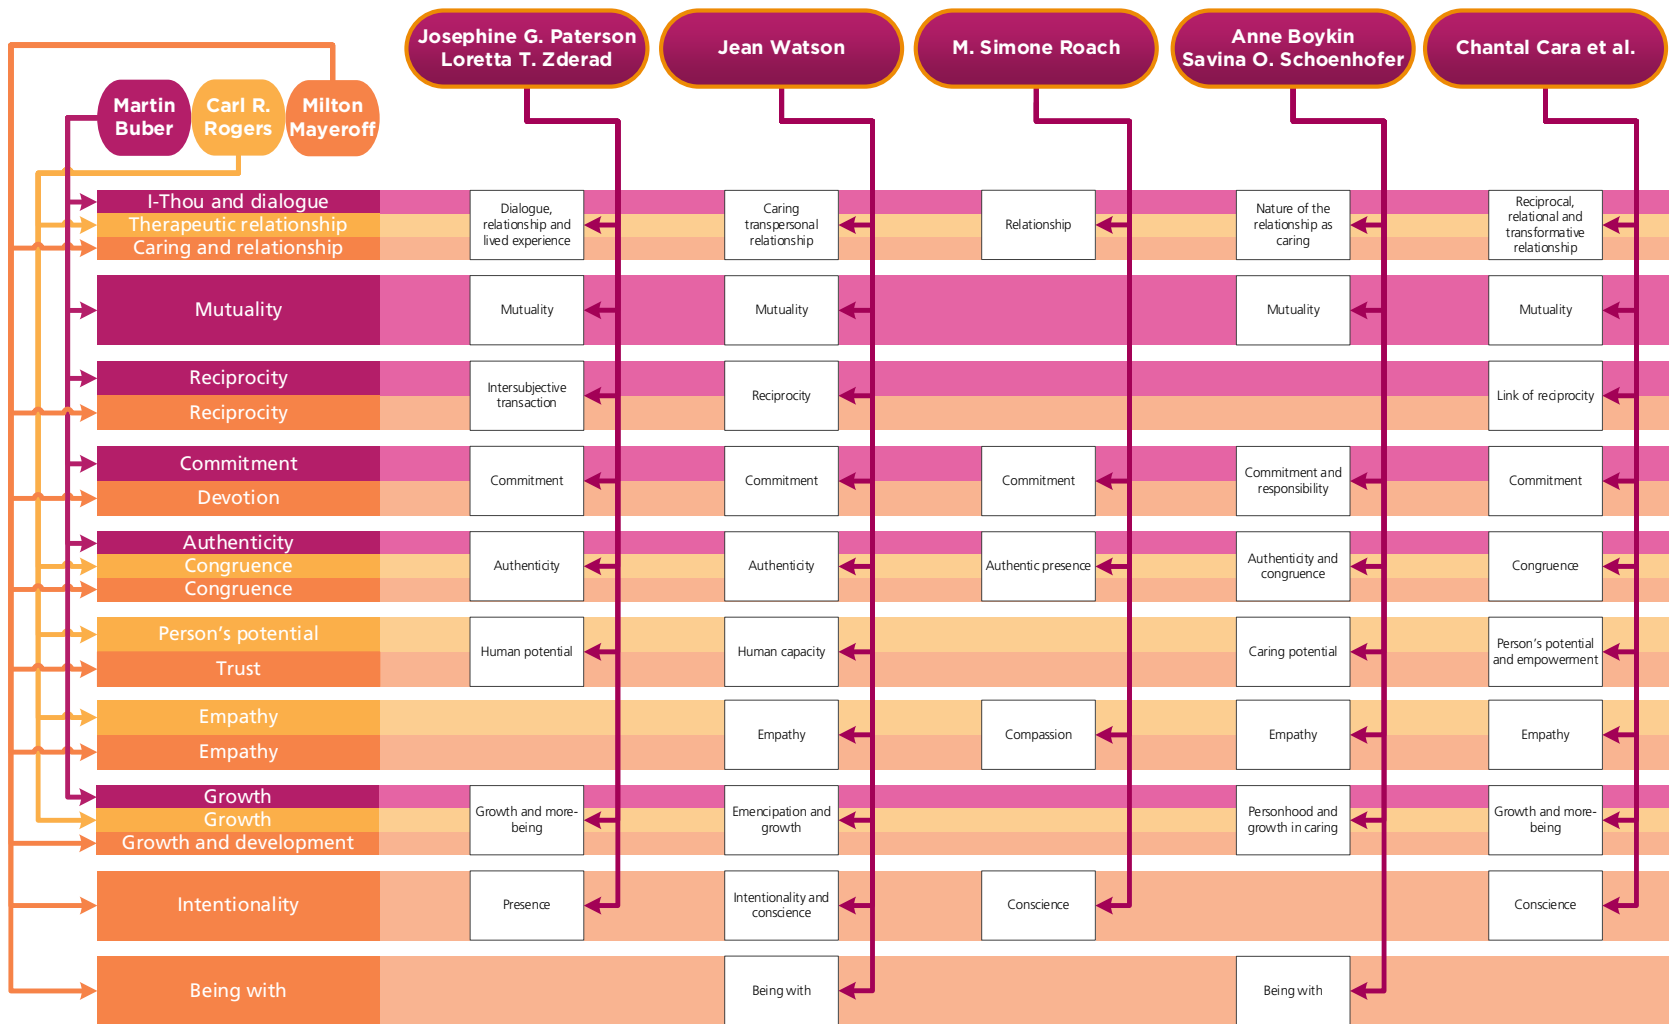 Josephine G. Paterson
Loretta T. Zderad
Jean Watson
M. Simone Roach
Anne Boykin
Savina O. Schoenhofer
Chantal Cara et al.
Martin
Buber
Carl R.
Rogers
Milton
Mayeroff
I-Thou and dialogue
Therapeutic relationship
Caring and relationship
Dialogue,
relationship and
lived experience
Caring
transpersonal
relationship
Relationship
Nature of the
relationship as
caring
Reciprocal,
relational and
transformative
relationship
Mutuality
Mutuality
Mutuality
Mutuality
Mutuality
Reciprocity
Reciprocity
Intersubjective
transaction
Reciprocity
Link of reciprocity
Commitment
Devotion
Commitment
Commitment
Commitment
Commitment and
responsibility
Commitment
Authenticity
Congruence
Congruence
Authenticity
Authenticity
Authentic presence
Authenticity and
congruence
Congruence
Person's potential
Trust
Human potential
Human capacity
Caring potential
Person's potential
and empowerment
Empathy
Empathy
Empathy
Compassion
Empathy
Empathy
Growth
Growth
Growth and development
Growth and more-
being
Emencipation and
growth
Personhood and
growth in caring
Growth and more-
being
Intentionality
Presence
Intentionality and
conscience
Conscience
Conscience
Being with
Being with
Being with